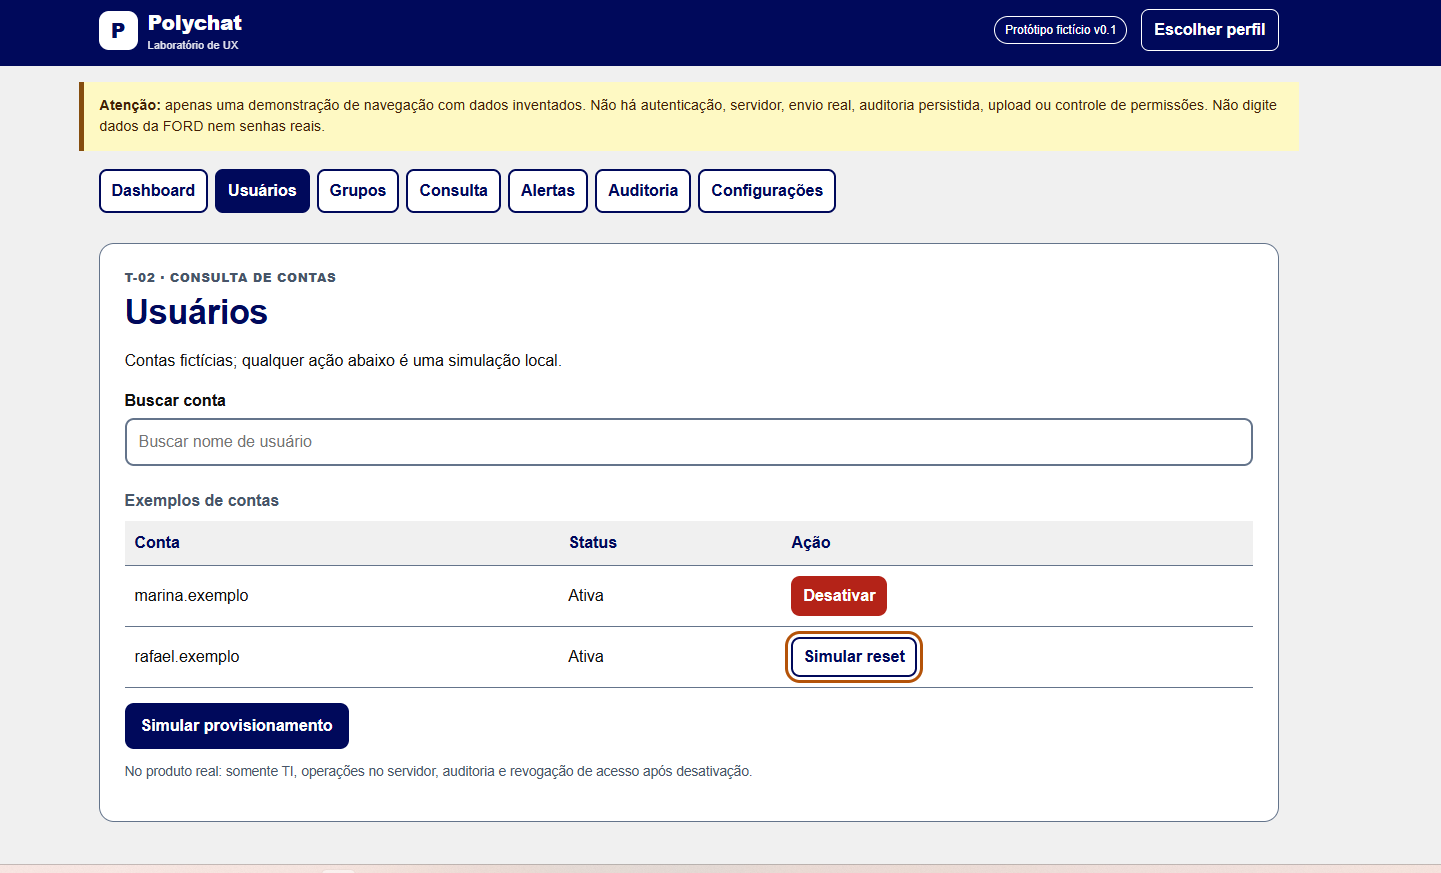 P
Polychat
Laboratório de UX
Protótipo fictício v0.1
Escolher perfil
Atenção: apenas uma demonstração de navegação com dados inventados. Não há autenticação, servidor, envio real, auditoria persistida, upload ou controle de permissões. Não digite
dados da FORD nem senhas reais.
Dashboard
Usuários
Grupos
Consulta
Alertas
Auditoria
Configurações
T-02 · CONSULTA DE CONTAS
Usuários
Contas fictícias; qualquer ação abaixo é uma simulação local.
Buscar conta
Buscar nome de usuário
Exemplos de contas
Conta Status Ação
marina.exemplo Ativa Desativar
rafael.exemplo Ativa Simular reset
Simular provisionamento
No produto real: somente TI, operações no servidor, auditoria e revogação de acesso após desativação.